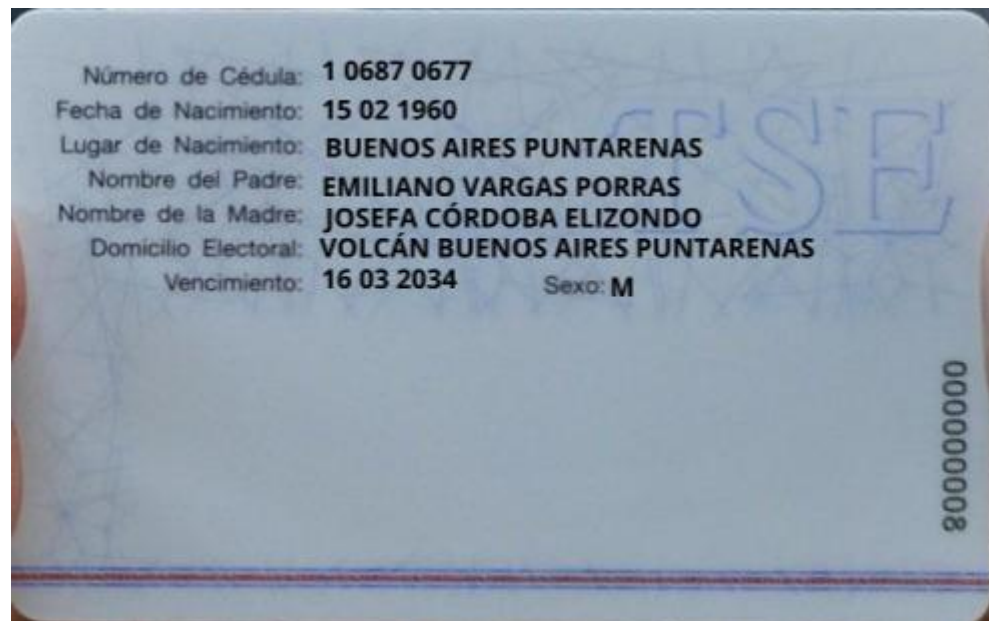 Número de Cédula: 1 0687 0677
Fecha de Nacimiento: 15 02 1960
Lugar de Nacimiento: BUENOS AIRES PUNTARENAS
Nombre del Padre: EMILIANO VARGAS PORRAS
Nombre de la Madre: JOSEFA CÓRDOBA ELIZONDO
Domicilio Electoral: VOLCÁN BUENOS AIRES PUNTARENAS
Vencimiento: 16 03 2034 Sexo: M
TSE
800000000